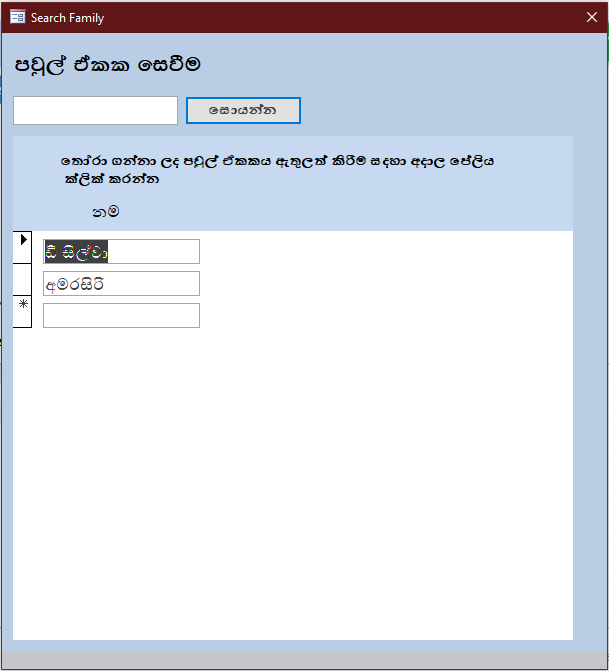 Search Family
පවුල් ඒකක සෙවීම
සොයන්න
තෝරා ගන්නා ලද පවුල් ඒකකය ඇතුලත් කිරීම සඳහා අදාල පේලිය
ක්ලික් කරන්න
නම
ඩී සිල්වා
අමරසිරි